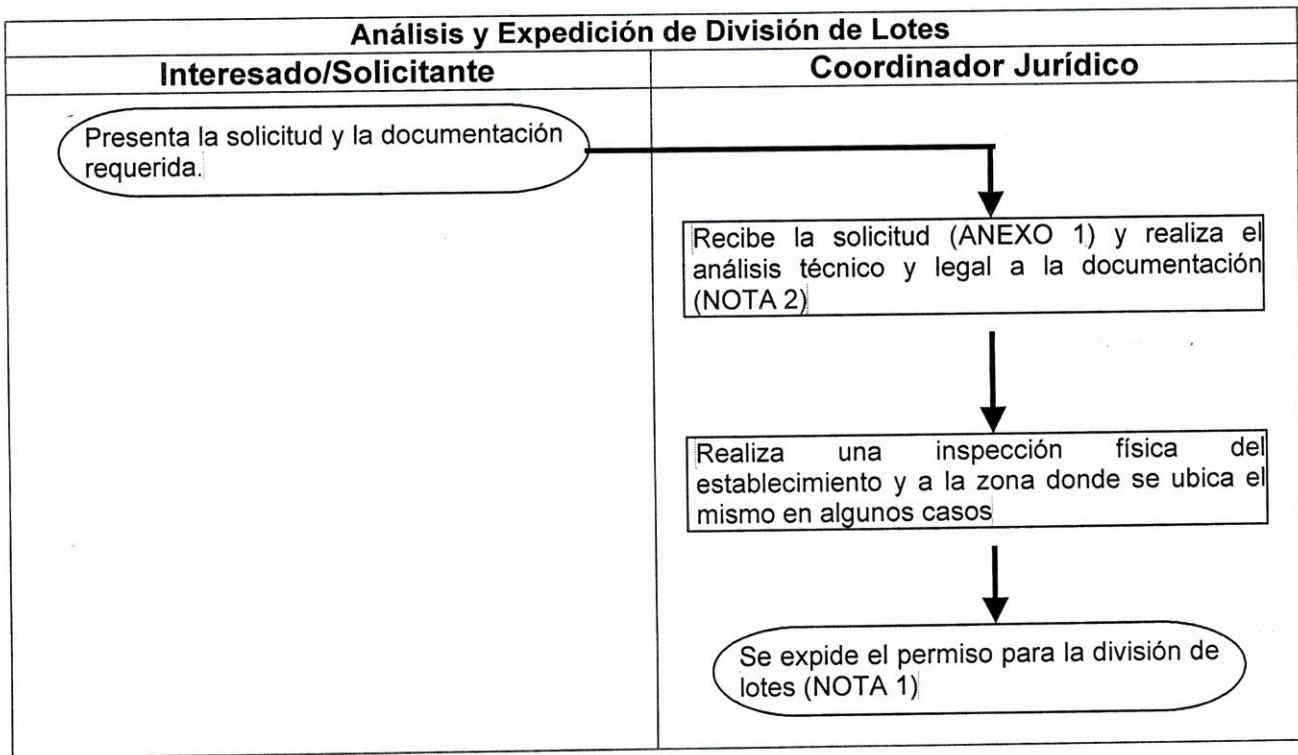 Análisis y Expedición de División de Lotes
Interesado/Solicitante
Coordinador Jurídico
Presenta la solicitud y la documentación
requerida.
Recibe la solicitud (ANEXO 1) y realiza el
análisis técnico y legal a la documentación
(NOTA 2)
Realiza una inspección física del
establecimiento y a la zona donde se ubica el
mismo en algunos casos
Se expide el permiso para la división de
lotes (NOTA 1)